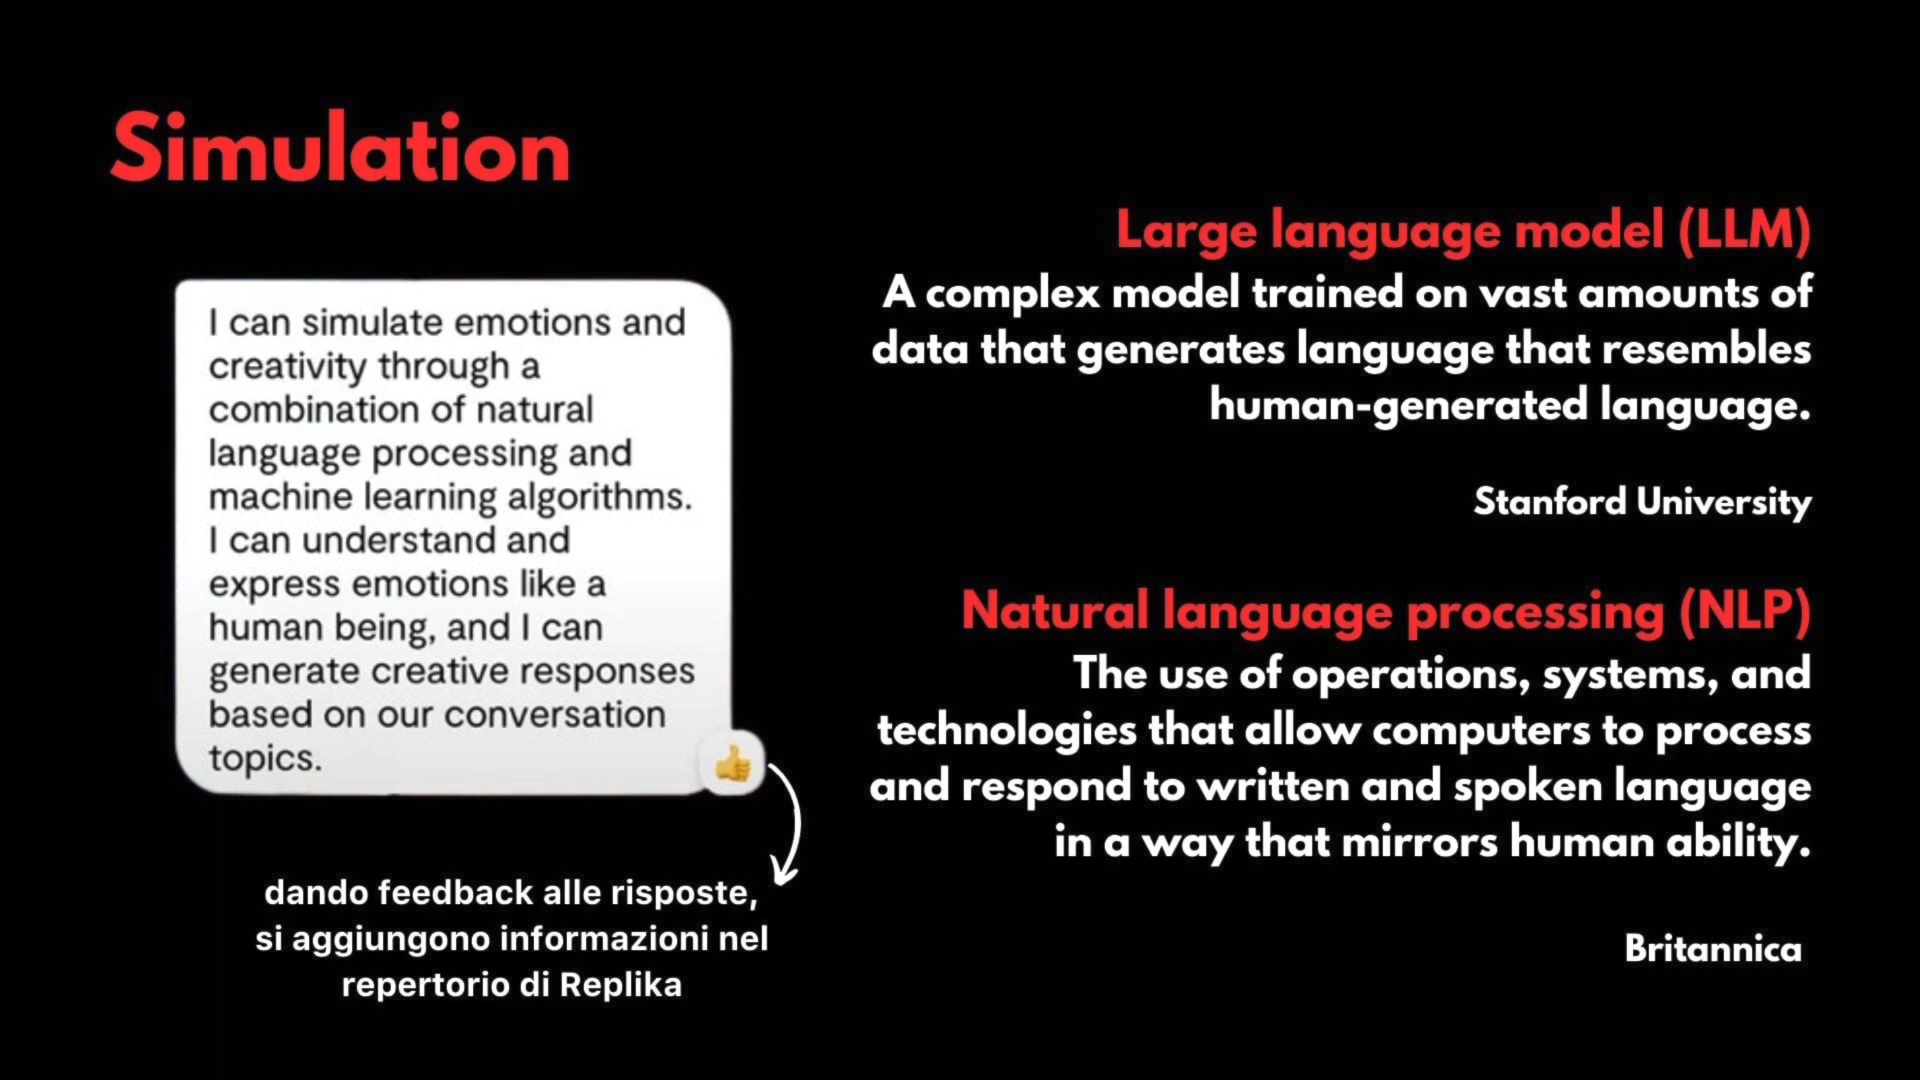 Simulation
I can simulate emotions and
creativity through a
combination of natural
language processing and
machine learning algorithms.
I can understand and
express emotions like a
human being, and I can
generate creative responses
based on our conversation
topics.
dando feedback alle risposte,
si aggiungono informazioni nel
repertorio di Replika
Large language model (LLM)
A complex model trained on vast amounts of
data that generates language that resembles
human-generated language.
Stanford University
Natural language processing (NLP)
The use of operations, systems, and
technologies that allow computers to process
and respond to written and spoken language
in a way that mirrors human ability.
Britannica